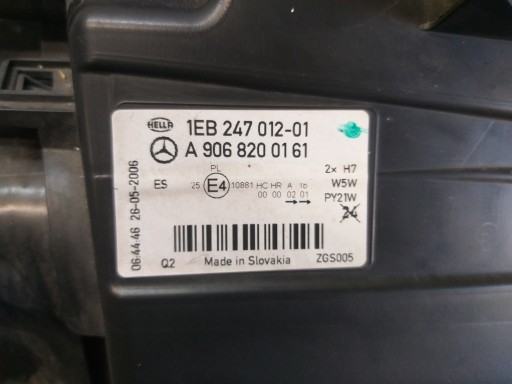 HELLA 1EB 247 012-01
A 906 820 01 61
PL
2x H7
ES 25 E4 10881 HC HR A 1b W5W
00 00 02 01 PY21W
24
06:44:46 26-05-2006
Q2 Made in Slovakia ZGS005